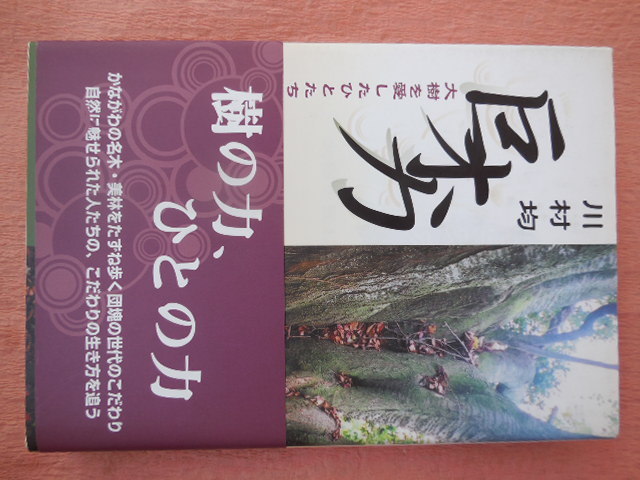 川村均
巨木力
大樹を愛したひとたち
樹の力、
ひとの力
かながわの名木・美林をたずね歩く団塊の世代のこだわり
自然に魅せられた人たちの、こだわりの生き方を追う